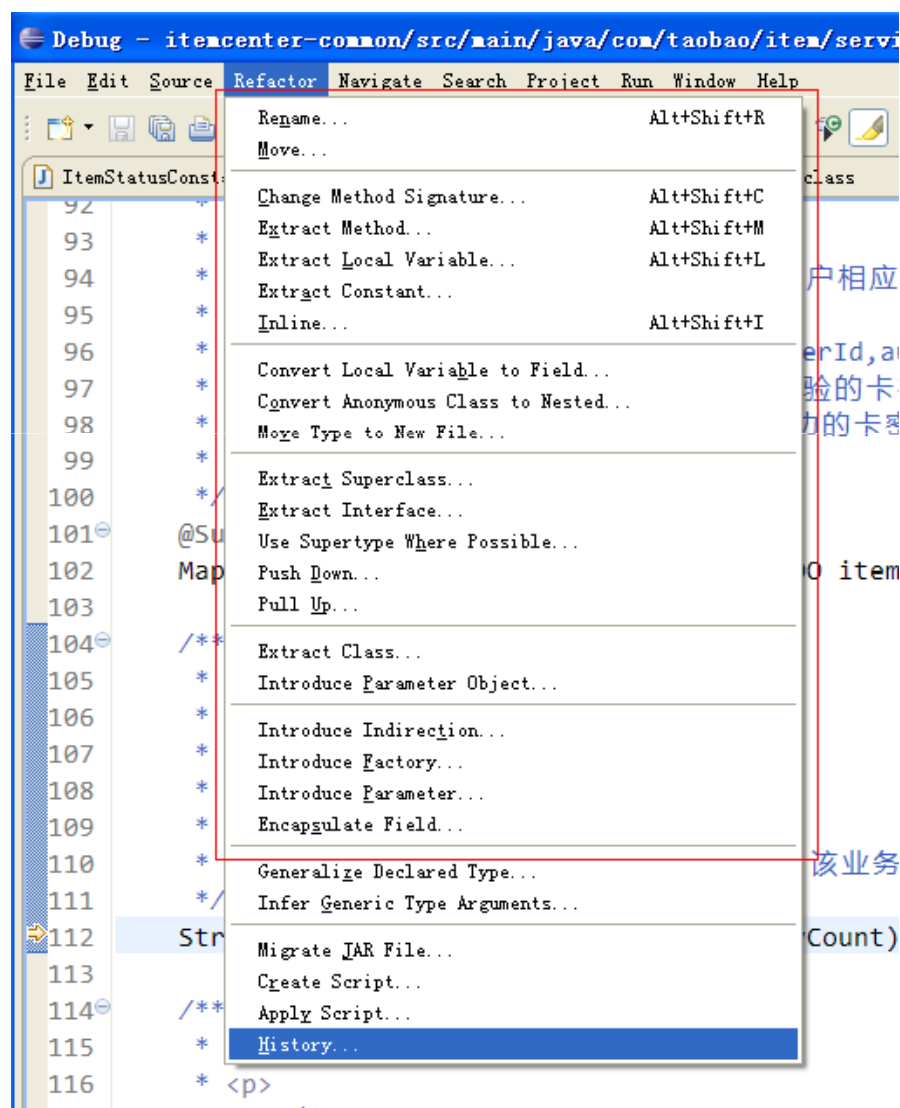 Debug - itemcenter-common/src/main/java/com/taobao/item/servi
File Edit Source Refactor Navigate Search Project Run Window Help
Rename... Alt+Shift+R
Move...
ItemStatusConst class
Change Method Signature... Alt+Shift+C
92 *
Extract Method... Alt+Shift+M
93 *
Extract Local Variable... Alt+Shift+L
94 * 户相应
Extract Constant...
95 *
Inline... Alt+Shift+I
96 * erId,au
Convert Local Variable to Field...
97 * 验的卡
Convert Anonymous Class to Nested...
98 * 功的卡密
Move Type to New File...
99 *
Extract Superclass...
100 */
Extract Interface...
101 @Su
Use Supertype Where Possible...
102 Map DO item
Push Down...
103
Pull Up...
104 /**
Extract Class...
105 *
Introduce Parameter Object...
106 *
Introduce Indirection...
107 *
Introduce Factory...
108 *
Introduce Parameter...
109 *
Encapsulate Field...
110 * 该业务
Generalize Declared Type...
111 */
Infer Generic Type Arguments...
112 Str Count)
Migrate JAR File...
113
Create Script...
114 /**
Apply Script...
115 *
History...
116 * <p>